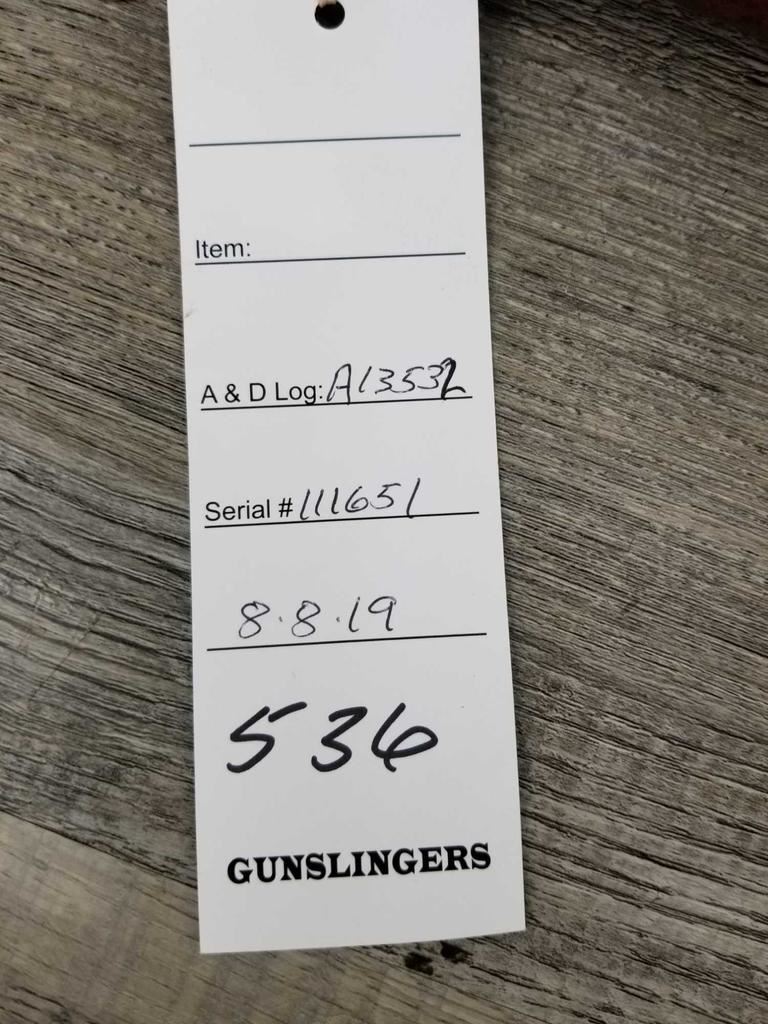 Item:
A & D Log: A13532
Serial # 111651
8.8.19
536
GUNSLINGERS